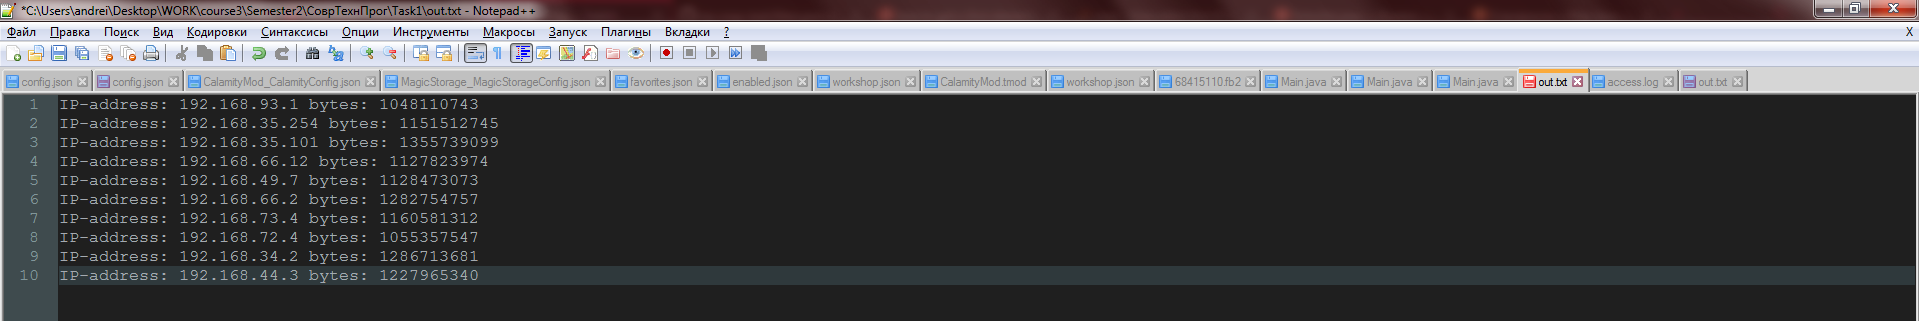 *C:\Users\andrei\Desktop\WORK\course3\Semester2\СоврТехнПрог\Task1\out.txt - Notepad++
Файл Правка Поиск Вид Кодировки Синтаксисы Опции Инструменты Макросы Запуск Плагины Вкладки ? X
config.json config.json CalamityMod_CalamityConfig.json MagicStorage_MagicStorageConfig.json favorites.json enabled.json workshop.json CalamityMod.tmod workshop.json 68415110.fb2 Main.java Main.java Main.java out.txt access.log out.txt
1 IP-address: 192.168.93.1 bytes: 1048110743
2 IP-address: 192.168.35.254 bytes: 1151512745
3 IP-address: 192.168.35.101 bytes: 1355739099
4 IP-address: 192.168.66.12 bytes: 1127823974
5 IP-address: 192.168.49.7 bytes: 1128473073
6 IP-address: 192.168.66.2 bytes: 1282754757
7 IP-address: 192.168.73.4 bytes: 1160581312
8 IP-address: 192.168.72.4 bytes: 1055357547
9 IP-address: 192.168.34.2 bytes: 1286713681
10 IP-address: 192.168.44.3 bytes: 1227965340